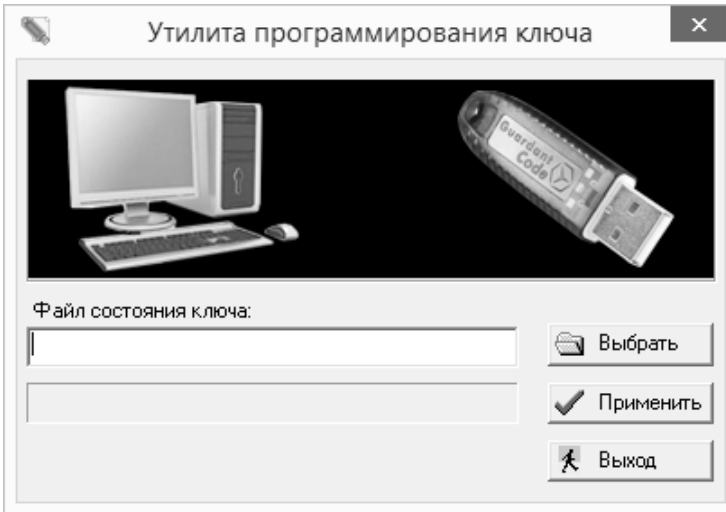 Утилита программирования ключа
Guardant
Code
Файл состояния ключа:
Выбрать
Применить
Выход